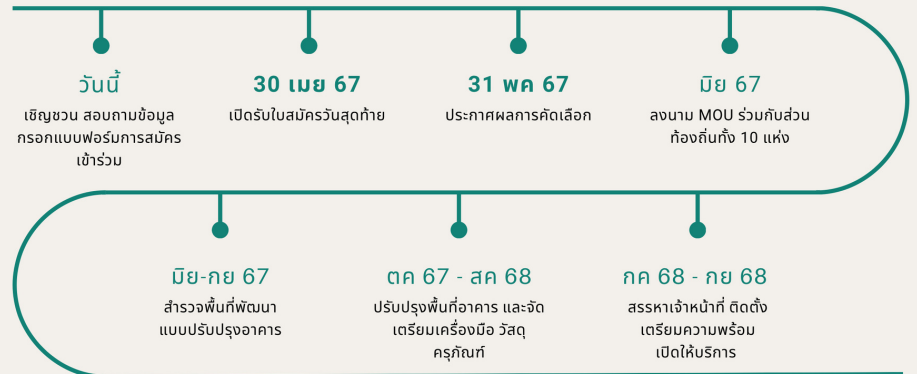 วันนี้
เชิญชวน สอบถามข้อมูล
กรอกแบบฟอร์มการสมัคร
เข้าร่วม
30 เมย 67
เปิดรับใบสมัครวันสุดท้าย
31 พค 67
ประกาศผลการคัดเลือก
มิย 67
ลงนาม MOU ร่วมกับส่วน
ท้องถิ่นทั้ง 10 แห่ง
มิย-กย 67
สำรวจพื้นที่พัฒนา
แบบปรับปรุงอาคาร
ตค 67 - สค 68
ปรับปรุงพื้นที่อาคาร และจัด
เตรียมเครื่องมือ วัสดุ
ครุภัณฑ์
กค 68 - กย 68
สรรหาเจ้าหน้าที่ ติดตั้ง
เตรียมความพร้อม
เปิดให้บริการ